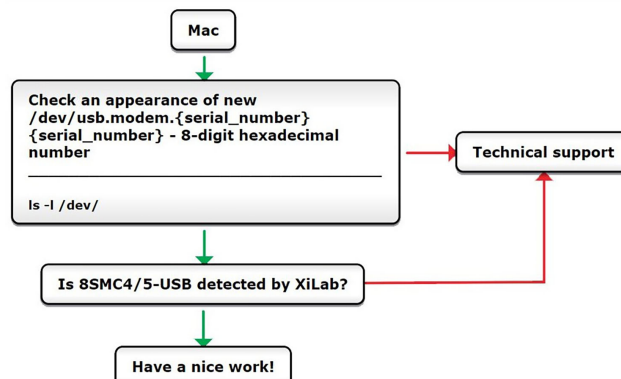 Mac
Check an appearance of new
/dev/usb.modem.{serial_number}
{serial_number} - 8-digit hexadecimal
number
ls -l /dev/
Technical support
Is 8SMC4/5-USB detected by XiLab?
Have a nice work!